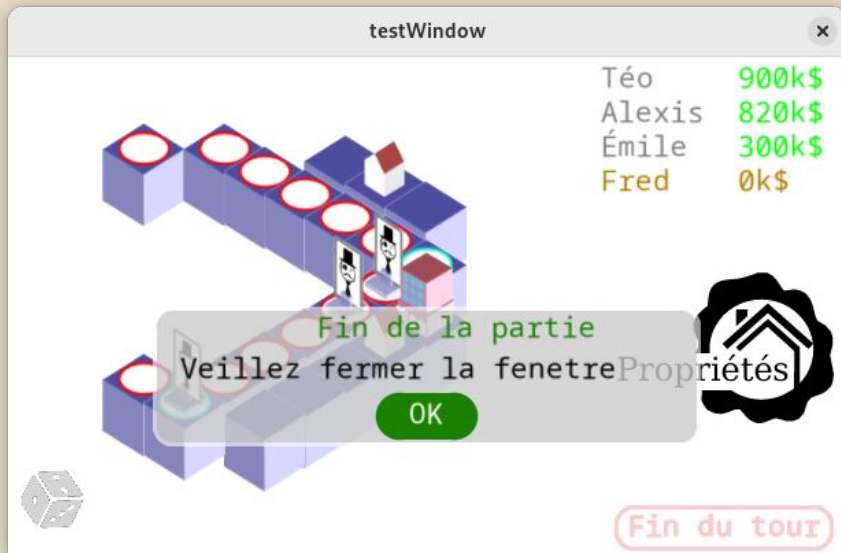 testWindow
Téo 900k$
Alexis 820k$
Émile 300k$
Fred 0k$
Fin de la partie
Veillez fermer la fenetre
Propriétés
OK
Fin du tour